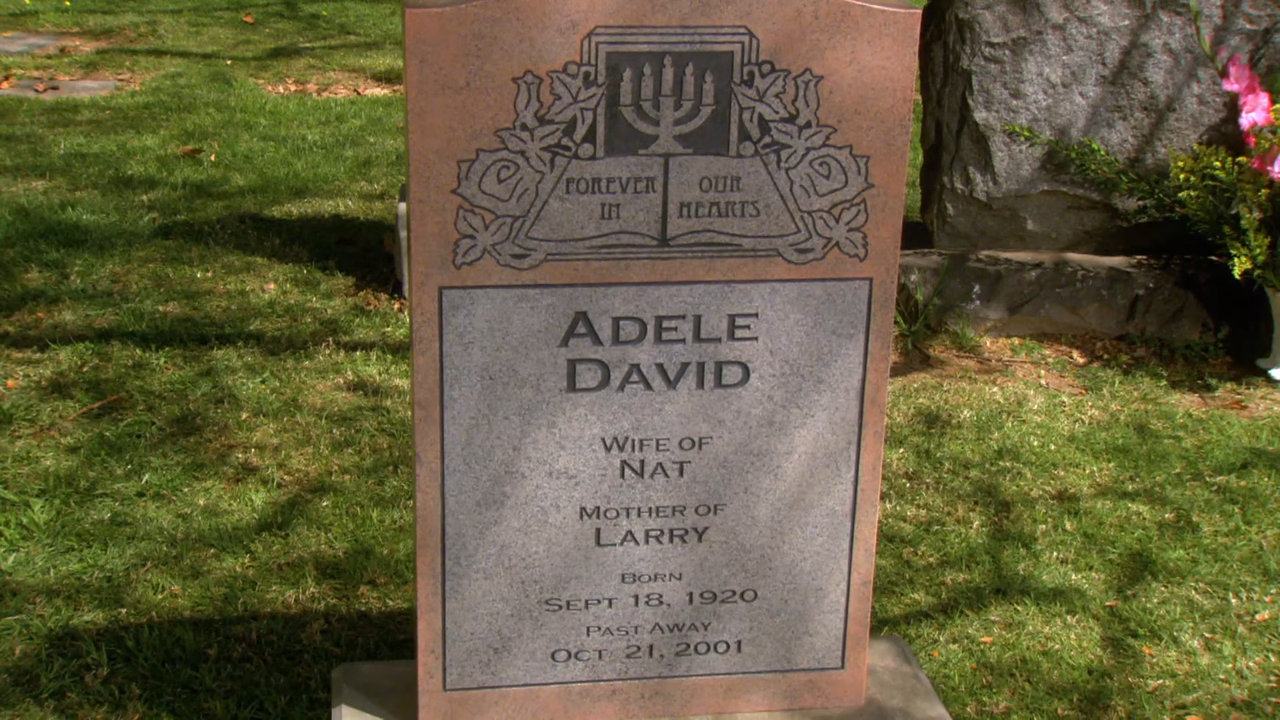 FOREVER
IN
OUR
HEARTS
ADELE
DAVID
WIFE OF
NAT
MOTHER OF
LARRY
BORN
SEPT 18, 1920
PAST AWAY
OCT 21, 2001